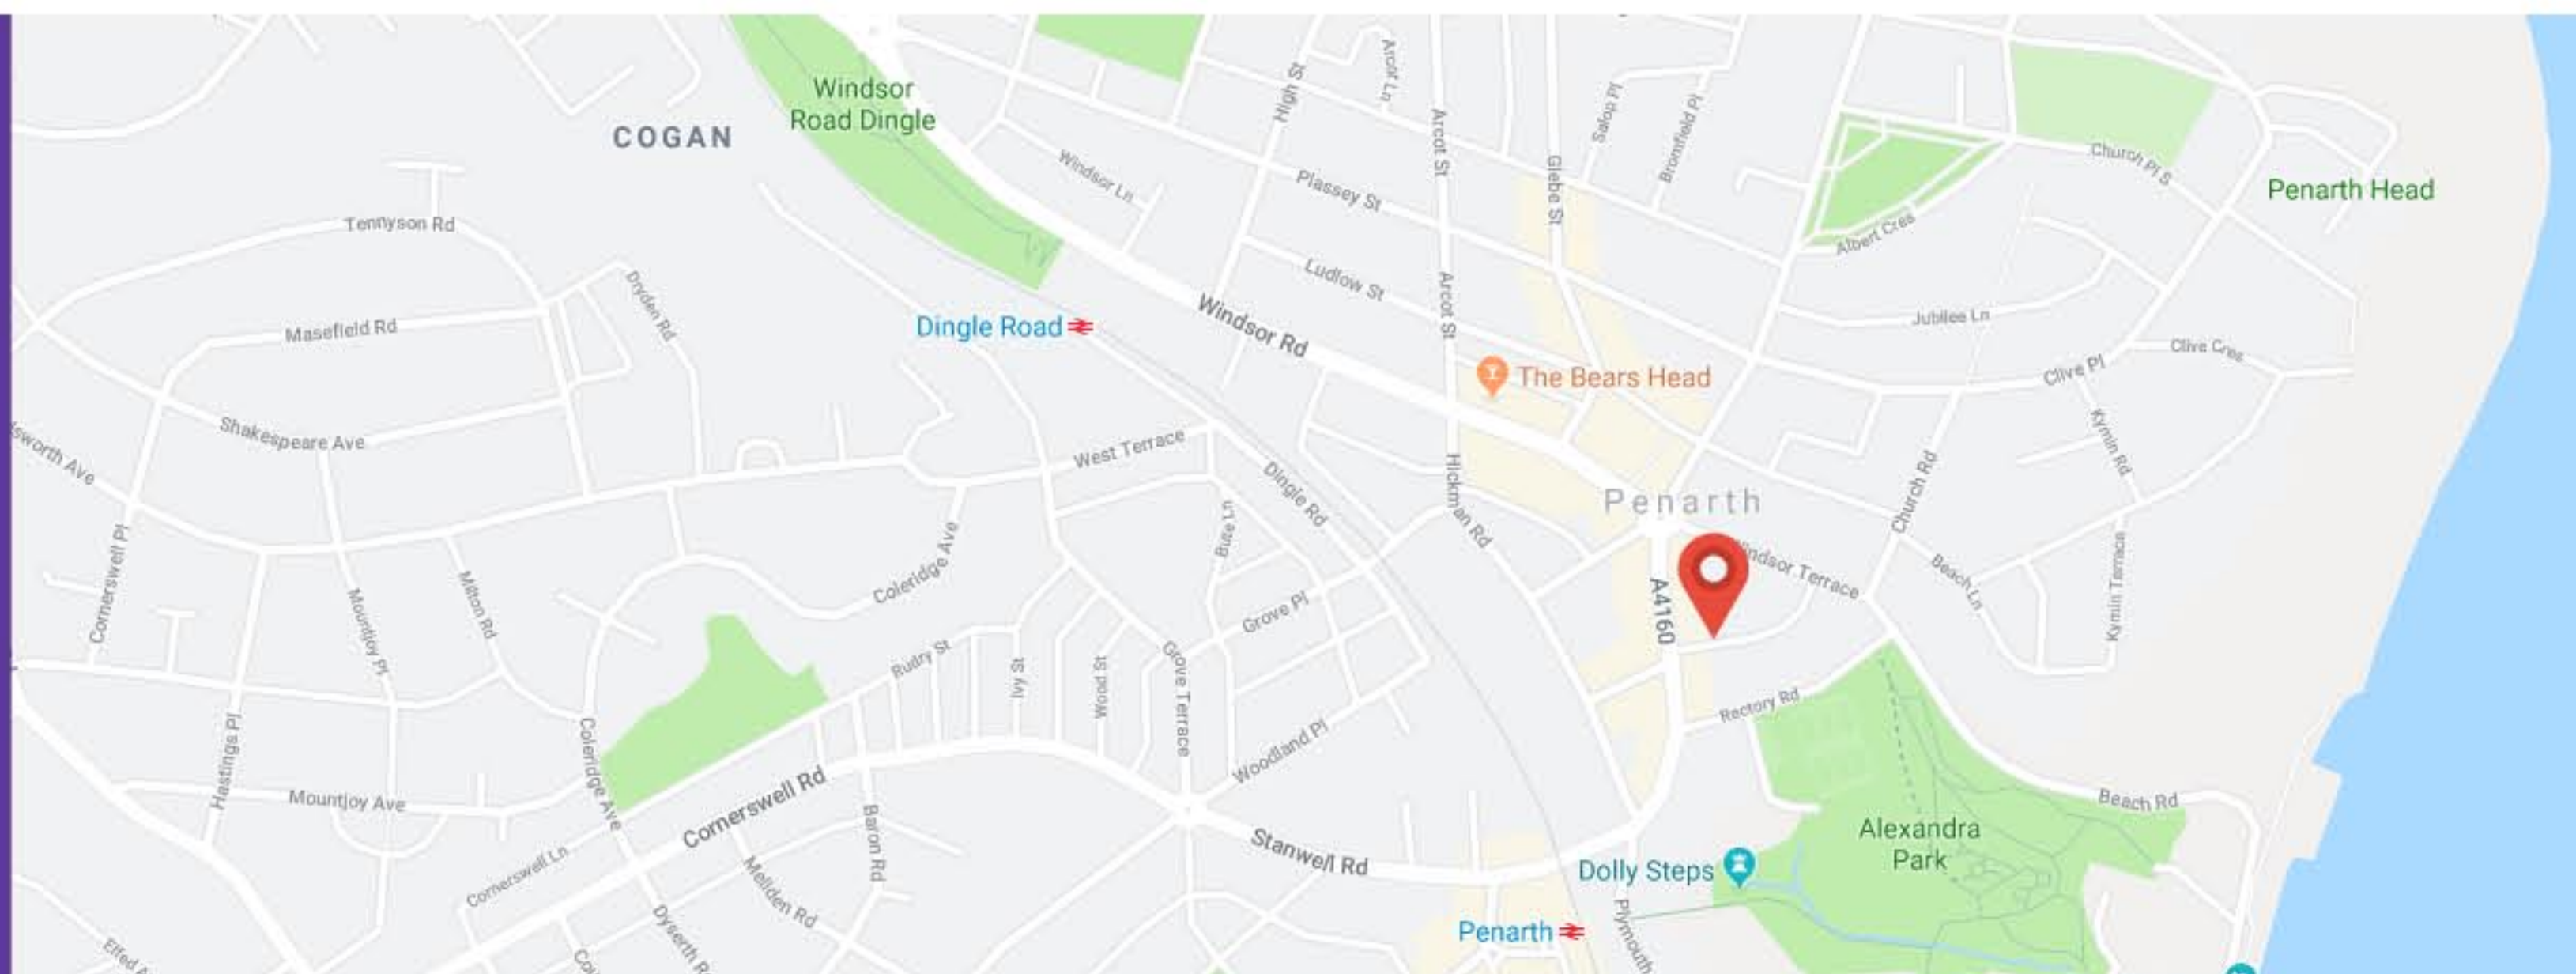 Windsor
Road Dingle
COGAN
High St
Arcot Ln
Arcot St
Salop Pl
Bromfield Pl
Glebe St
Church Pl S
Penarth Head
Windsor Ln
Plassey St
Tennyson Rd
Albert Cres
Ludlow St
Arcot St
Dryden Rd
Masefield Rd
Dingle Road
Windsor Rd
Jubilee Ln
Clive Cres
Clive Pl
The Bears Head
Shakespeare Ave
sworth Ave
West Terrace
Kymin Rd
Dingle Rd
Hickman Rd
Penarth
Church Rd
Bute Ln
Cornerswell Pl
Coleridge Ave
indsor Terrace
Beach Ln
Kymin Terrace
Milton Rd
Mountjoy Pl
A4160
Grove Pl
Rudry St
Ivy St
Wood St
Grove Terrace
Rectory Rd
Woodland Pl
Hastings Pl
Coleridge Ave
Mountjoy Ave
Cornerswell Rd
Baron Rd
Beach Rd
Alexandra
Park
Stanwell Rd
Dolly Steps
Cornerswell Ln
Meliden Rd
Dyserth R
Plymouth
Penarth
Elfed A